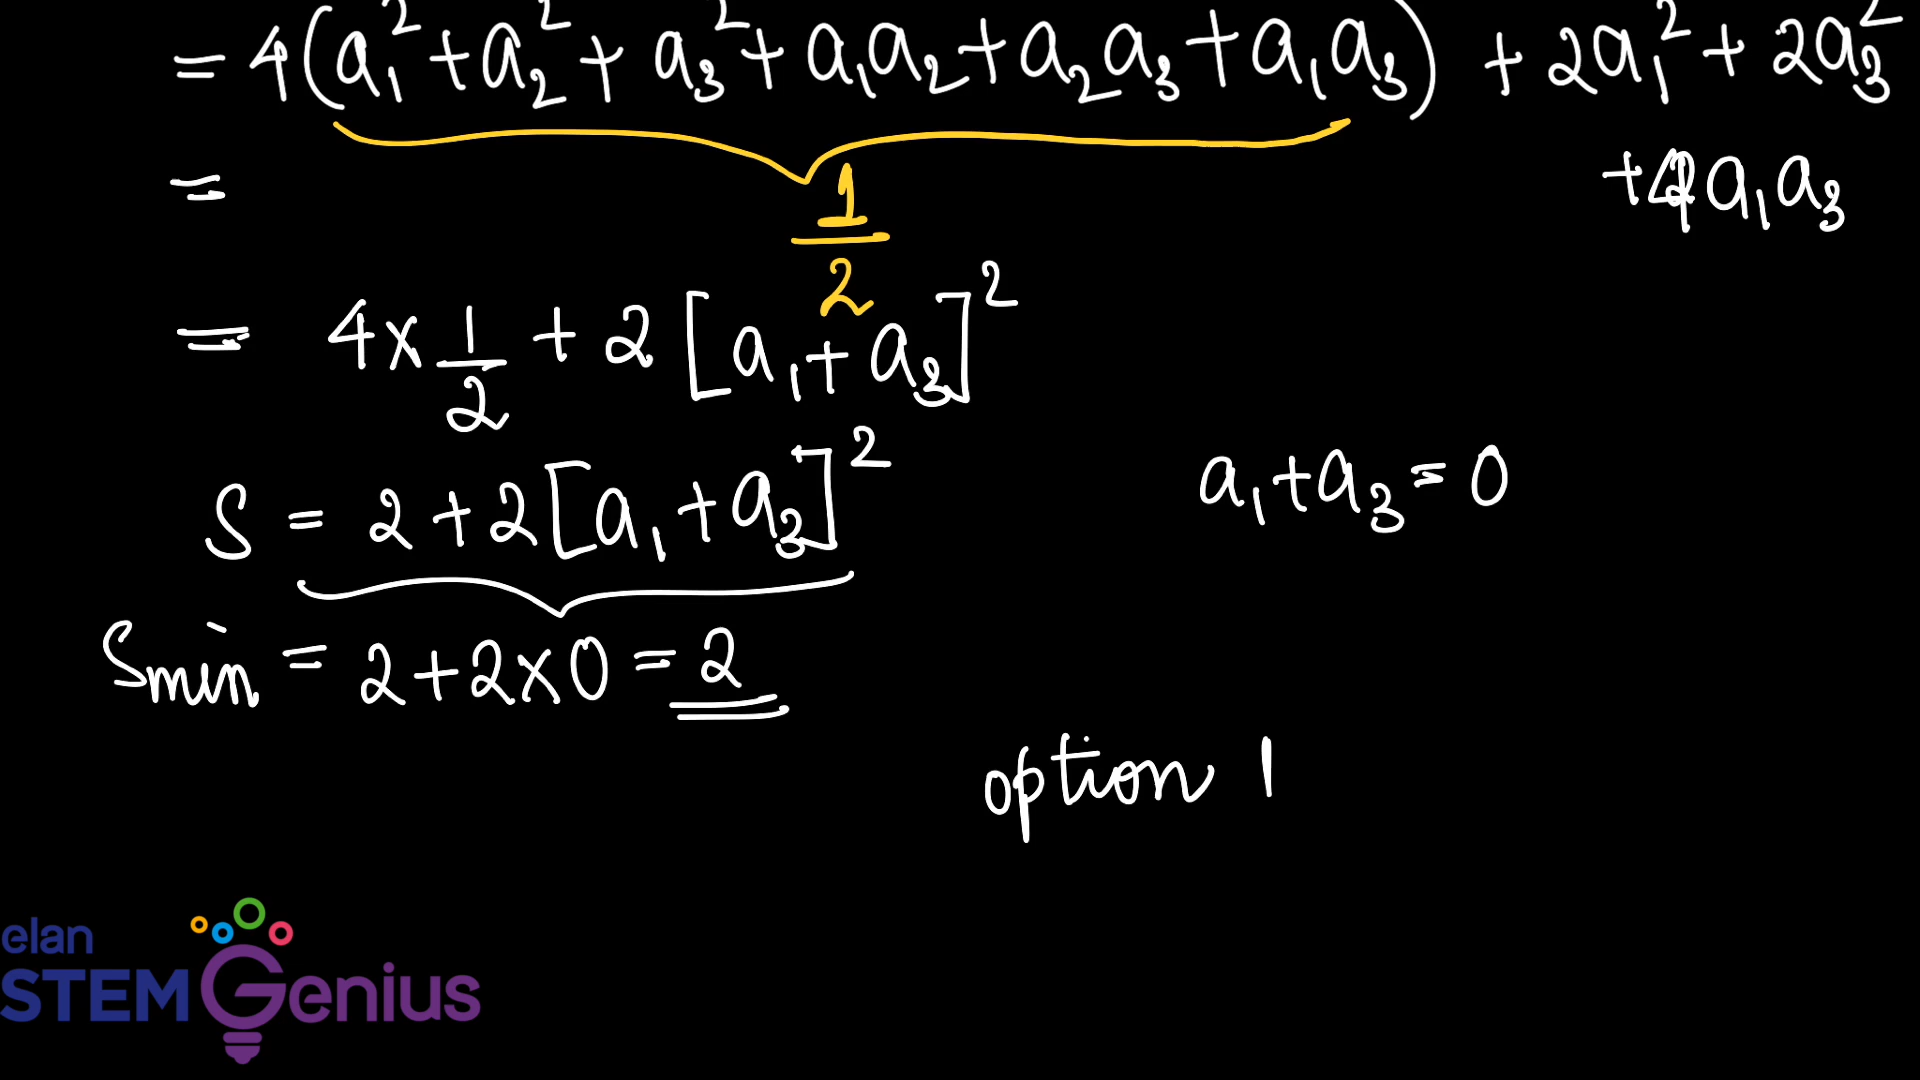 = 4(a₁² + a₂² + a₃² + a₁a₂ + a₂a₃ + a₁a₃) + 2a₁² + 2a₃²
= + 4a₁a₃
1/2
= 4 × 1/2 + 2[a₁ + a₃]²
S = 2 + 2[a₁ + a₃]²
a₁ + a₃ = 0
Smin = 2 + 2 × 0 = 2
option 1
elan
STEM Genius